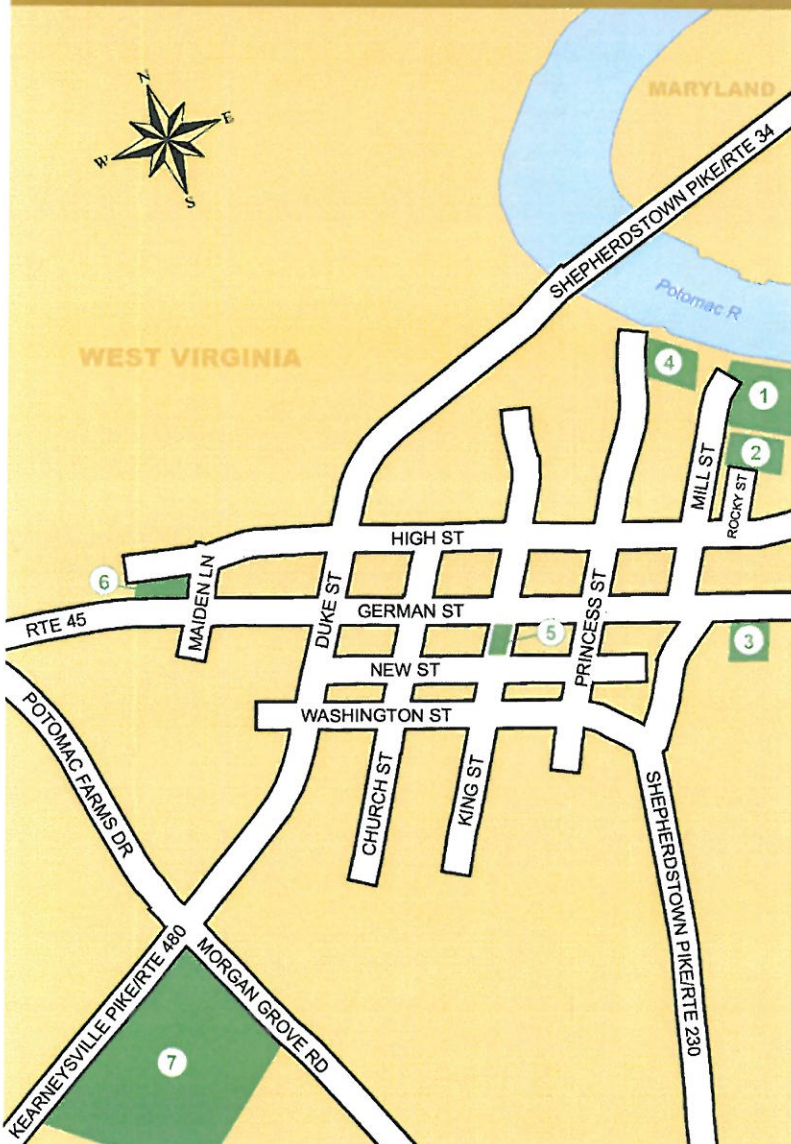 MARYLAND
N
E
W
S
SHEPHERDSTOWN PIKE/RTE 34
Potomac R
WEST VIRGINIA
4
1
2
MILL ST
ROCKY ST
HIGH ST
6
MAIDEN LN
DUKE ST
GERMAN ST
PRINCESS ST
RTE 45
5
3
NEW ST
WASHINGTON ST
POTOMAC FARMS DR
CHURCH ST
KING ST
SHEPHERDSTOWN PIKE/RTE 230
KEARNEYSVILLE PIKE/RTE 480
MORGAN GROVE RD
7